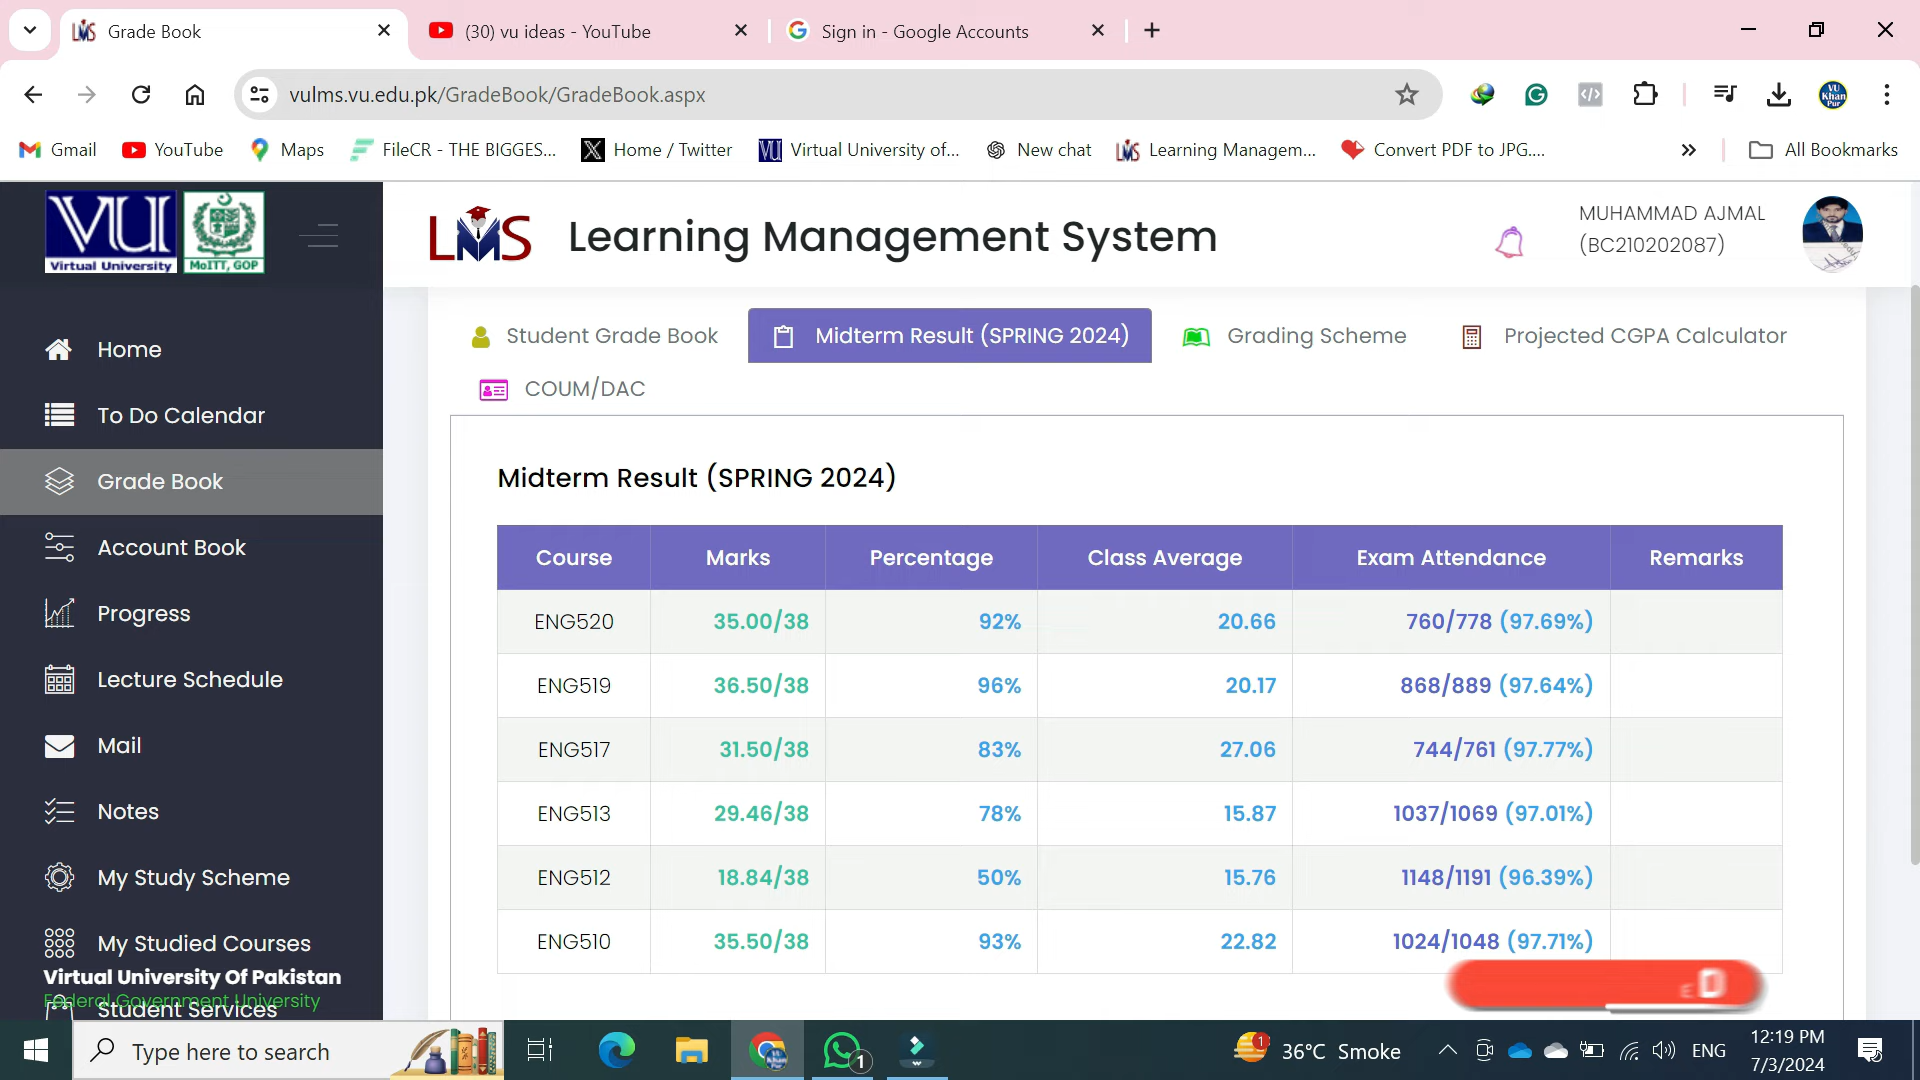 Grade Book
(30) vu ideas - YouTube
Sign in - Google Accounts
vulms.vu.edu.pk/GradeBook/GradeBook.aspx
VU Khan Pur
Gmail
YouTube
Maps
FileCR - THE BIGGES...
Home / Twitter
Virtual University of...
New chat
Learning Managem...
Convert PDF to JPG....
All Bookmarks
VU
Virtual University
MoITT, GOP
LMS
Learning Management System
MUHAMMAD AJMAL
(BC210202087)
Home
To Do Calendar
Grade Book
Account Book
Progress
Lecture Schedule
Mail
Notes
My Study Scheme
My Studied Courses
Virtual University Of Pakistan
Federal Government University
Student Services
Student Grade Book
Midterm Result (SPRING 2024)
Grading Scheme
Projected CGPA Calculator
COUM/DAC
Midterm Result (SPRING 2024)
Course Marks Percentage Class Average Exam Attendance Remarks
ENG520 35.00/38 92% 20.66 760/778 (97.69%)
ENG519 36.50/38 96% 20.17 868/889 (97.64%)
ENG517 31.50/38 83% 27.06 744/761 (97.77%)
ENG513 29.46/38 78% 15.87 1037/1069 (97.01%)
ENG512 18.84/38 50% 15.76 1148/1191 (96.39%)
ENG510 35.50/38 93% 22.82 1024/1048 (97.71%)
Type here to search
1
1
36°C Smoke
ENG
12:19 PM
7/3/2024